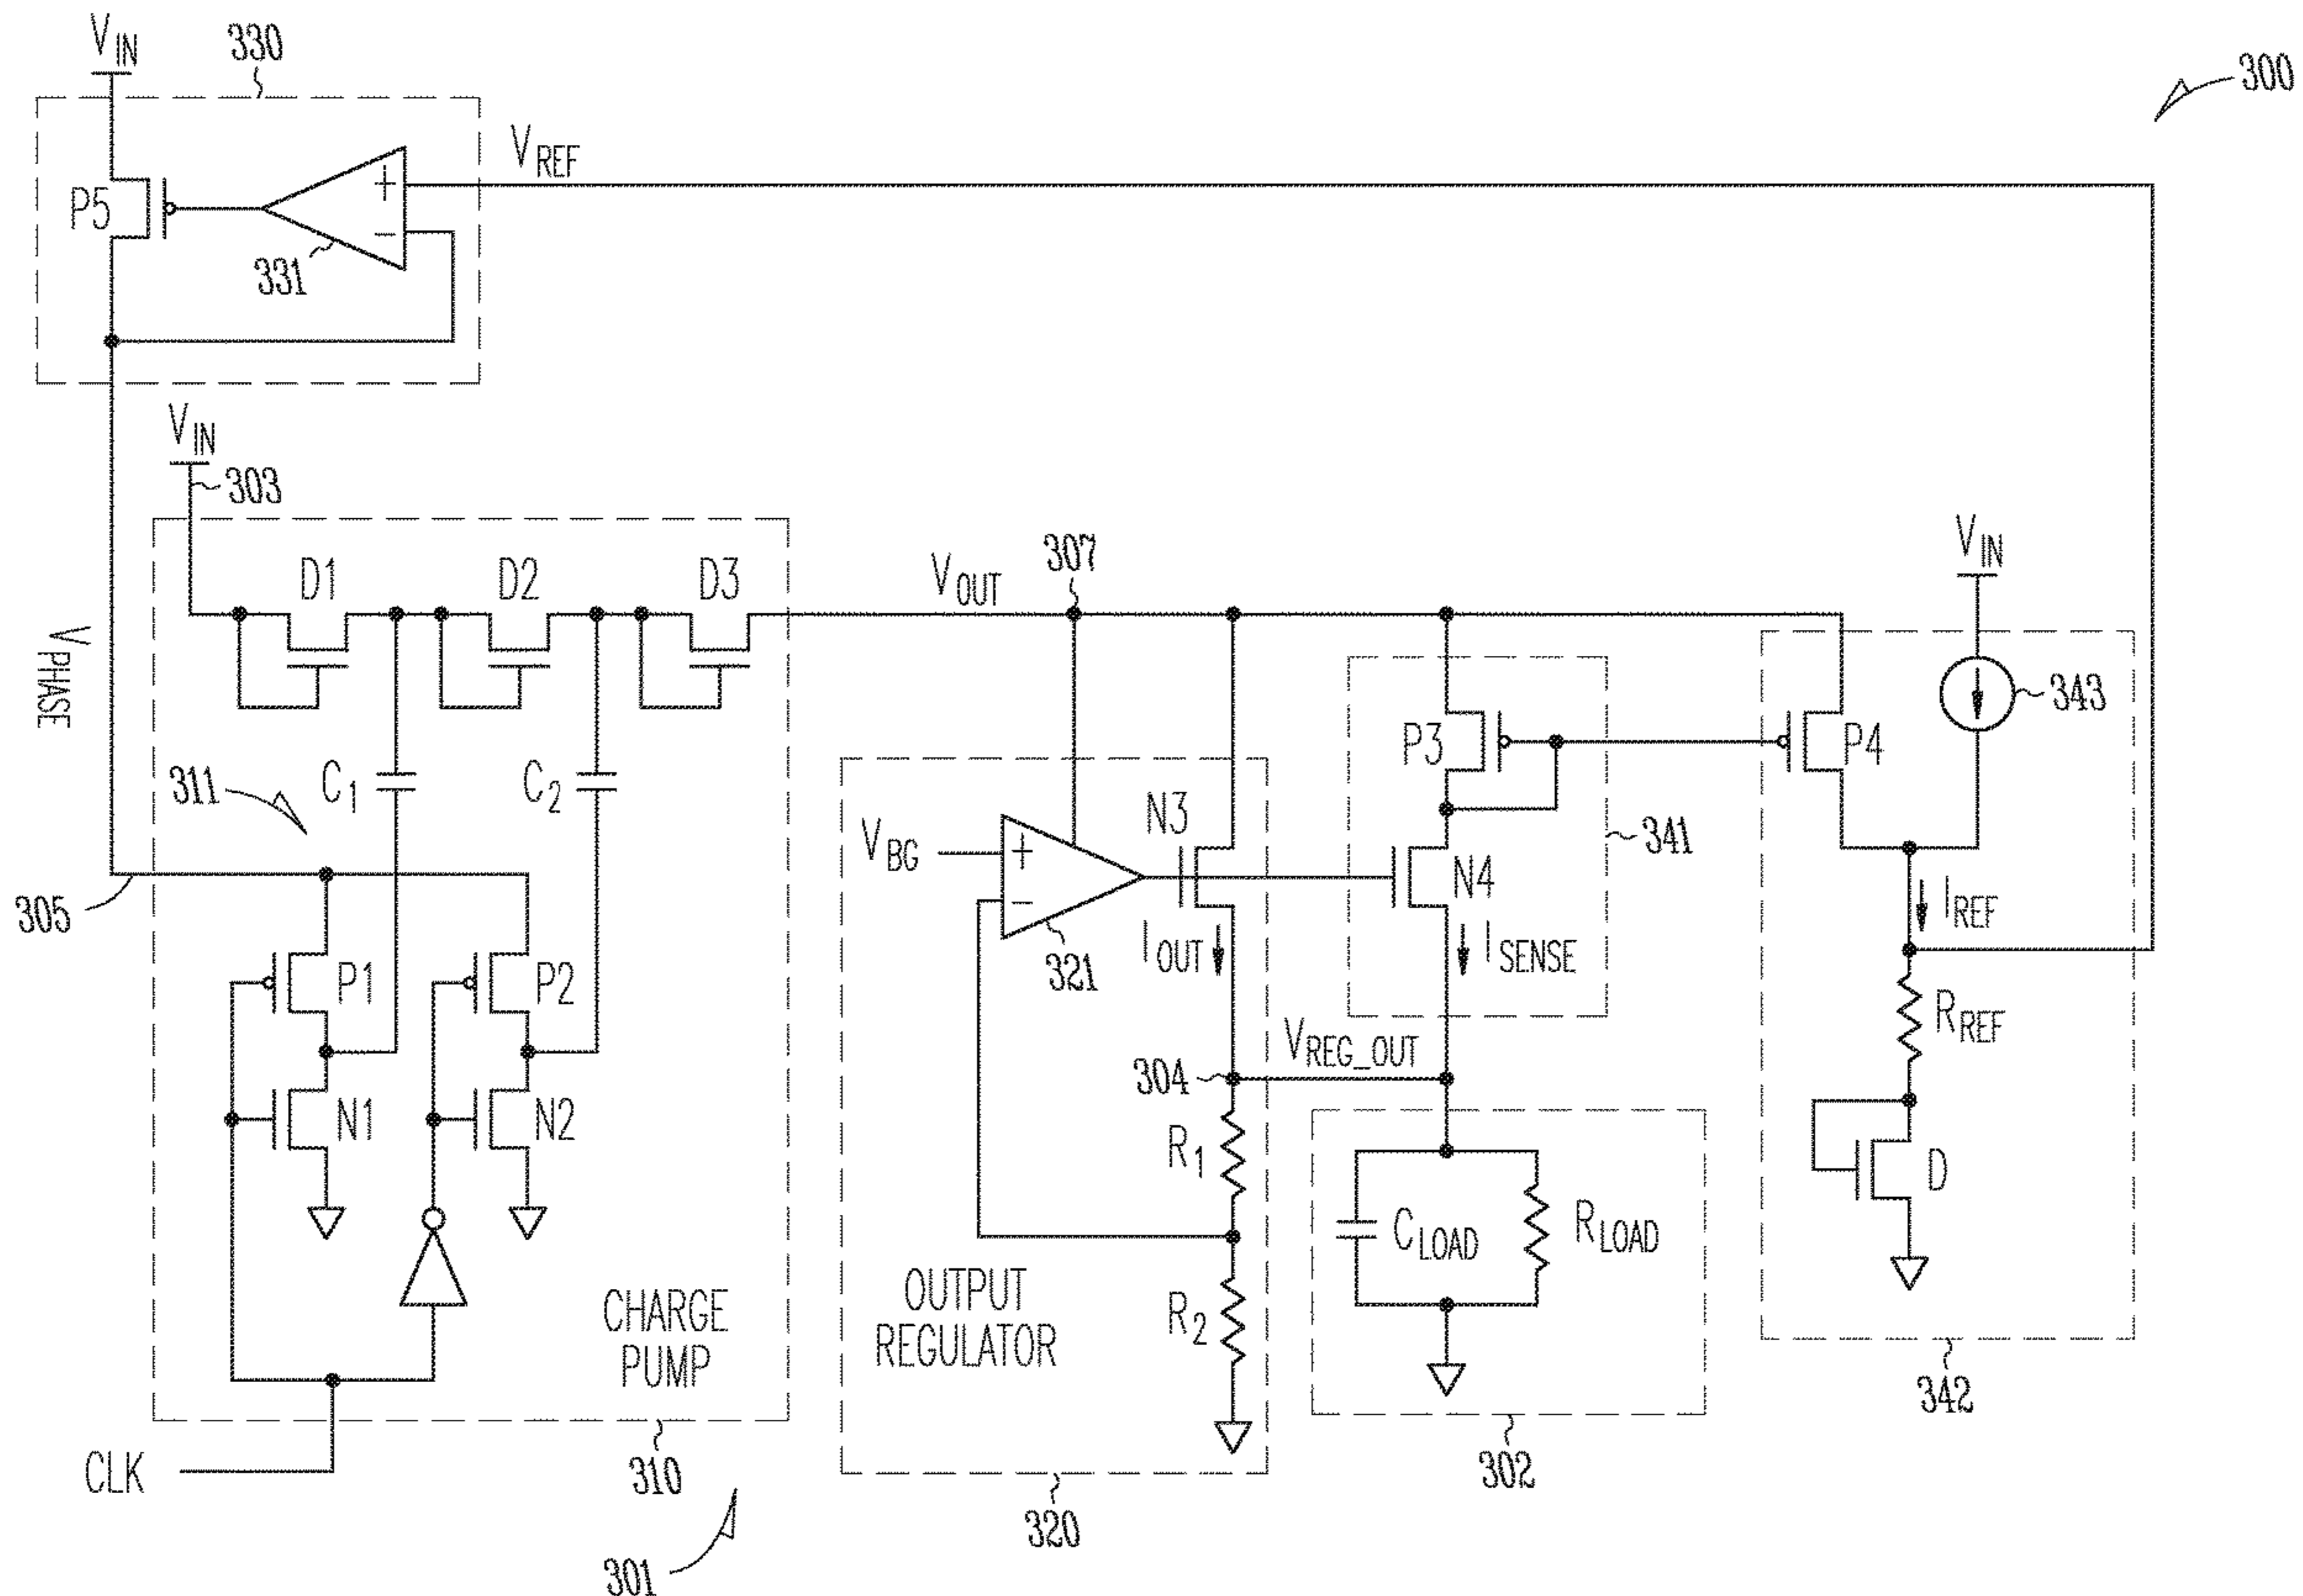 V_IN
330
300
V_REF
P5
+
−
331
V_IN
303
D1
D2
D3
V_OUT
307
V_IN
V_PHASE
343
P3
P4
311
C_1
C_2
N3
341
V_BG
+
−
N4
I_REF
305
321
I_OUT
I_SENSE
P1
P2
R_REF
V_REG_OUT
304
N1
N2
R_1
D
C_LOAD
R_LOAD
OUTPUT
REGULATOR
R_2
CHARGE
PUMP
342
CLK
310
302
320
301